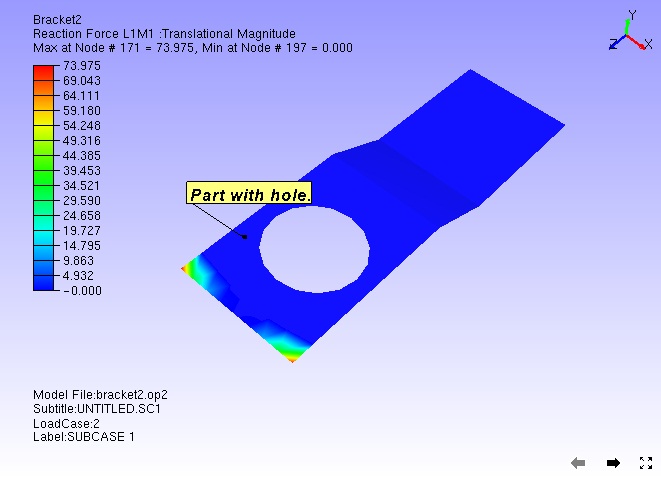 Bracket2
Reaction Force L1M1 :Translational Magnitude
Max at Node # 171 = 73.975, Min at Node # 197 = 0.000
Y
Z
X
73.975
69.043
64.111
59.180
54.248
49.316
44.385
39.453
34.521
29.590
24.658
19.727
14.795
9.863
4.932
-0.000
Part with hole.
Model File:bracket2.op2
Subtitle:UNTITLED.SC1
LoadCase:2
Label:SUBCASE 1